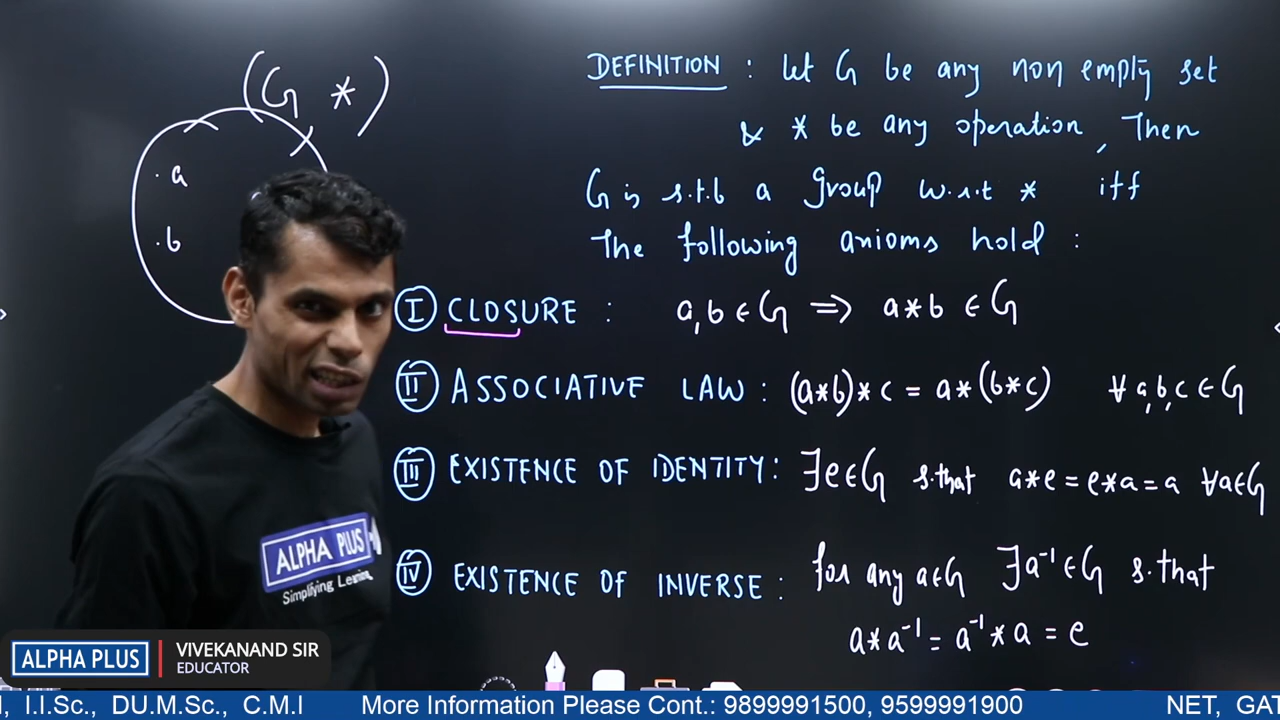 (G *)
. a
. b
DEFINITION : let G be any non empty set
& * be any operation, Then
G is s.t.b a Group w.r.t * iff
The following axioms hold :
I CLOSURE : a,b ∈ G ⇒ a*b ∈ G
II ASSOCIATIVE LAW : (a*b)*c = a*(b*c) ∀ a,b,c ∈ G
III EXISTENCE OF IDENTITY: ∃ e∈G s.that a*e = e*a = a ∀a∈G
IV EXISTENCE OF INVERSE : for any a∈G ∃ a⁻¹∈G s.that
a*a⁻¹ = a⁻¹*a = e
ALPHA PLUS
Simplifying Learning
ALPHA PLUS VIVEKANAND SIR
EDUCATOR
, I.I.Sc., DU.M.Sc., C.M.I More Information Please Cont.: 9899991500, 9599991900 NET, GAT